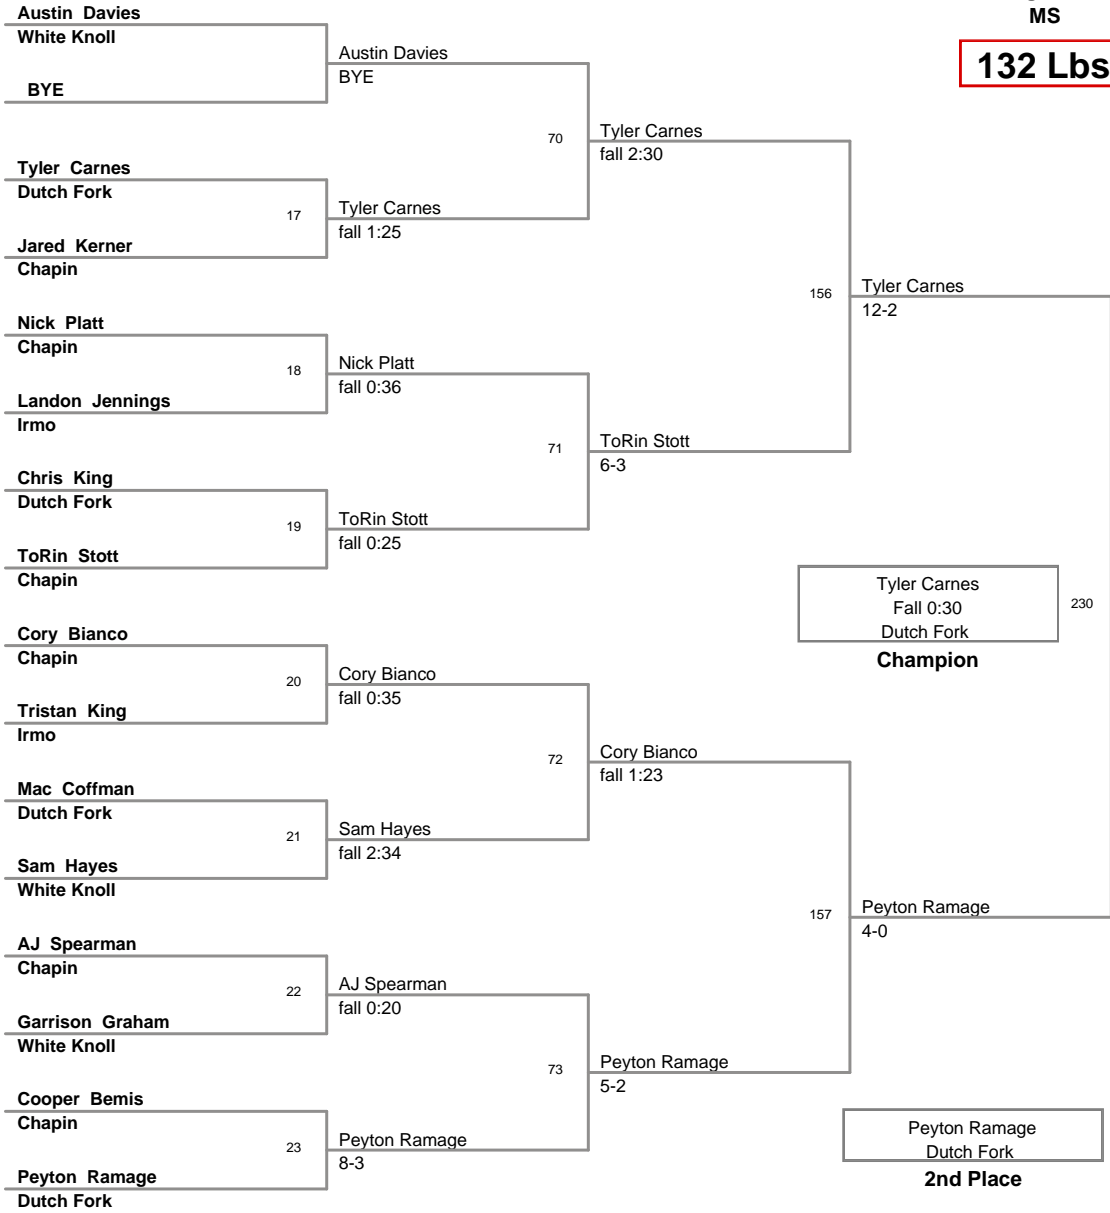 MS
132 Lbs
Austin Davies
White Knoll
BYE
Tyler Carnes
Dutch Fork
17
Jared Kerner
Chapin
Nick Platt
Chapin
18
Landon Jennings
Irmo
Chris King
Dutch Fork
19
ToRin Stott
Chapin
Cory Bianco
Chapin
20
Tristan King
Irmo
Mac Coffman
Dutch Fork
21
Sam Hayes
White Knoll
AJ Spearman
Chapin
22
Garrison Graham
White Knoll
Cooper Bemis
Chapin
23
Peyton Ramage
Dutch Fork
Austin Davies
BYE
70
Tyler Carnes
fall 1:25
Nick Platt
fall 0:36
71
ToRin Stott
fall 0:25
Cory Bianco
fall 0:35
72
Sam Hayes
fall 2:34
AJ Spearman
fall 0:20
73
Peyton Ramage
8-3
Tyler Carnes
fall 2:30
156
ToRin Stott
6-3
Cory Bianco
fall 1:23
157
Peyton Ramage
5-2
Tyler Carnes
12-2
Peyton Ramage
4-0
Tyler Carnes
Fall 0:30
Dutch Fork
230
Champion
Peyton Ramage
Dutch Fork
2nd Place